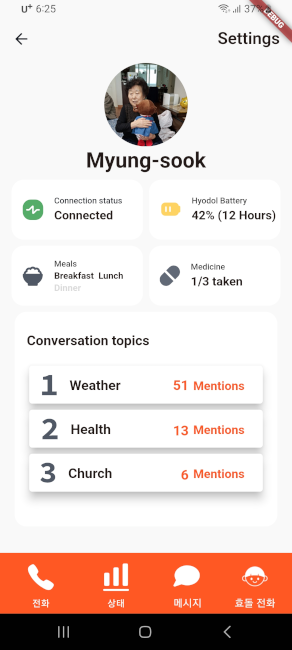 U+ 6:25
37%
DEBUG
Settings
Myung-sook
Connection status
Connected
Hyodol Battery
42% (12 Hours)
Meals
Breakfast Lunch
Dinner
Medicine
1/3 taken
Conversation topics
1 Weather 51 Mentions
2 Health 13 Mentions
3 Church 6 Mentions
전화 상태 메시지 효돌 전화